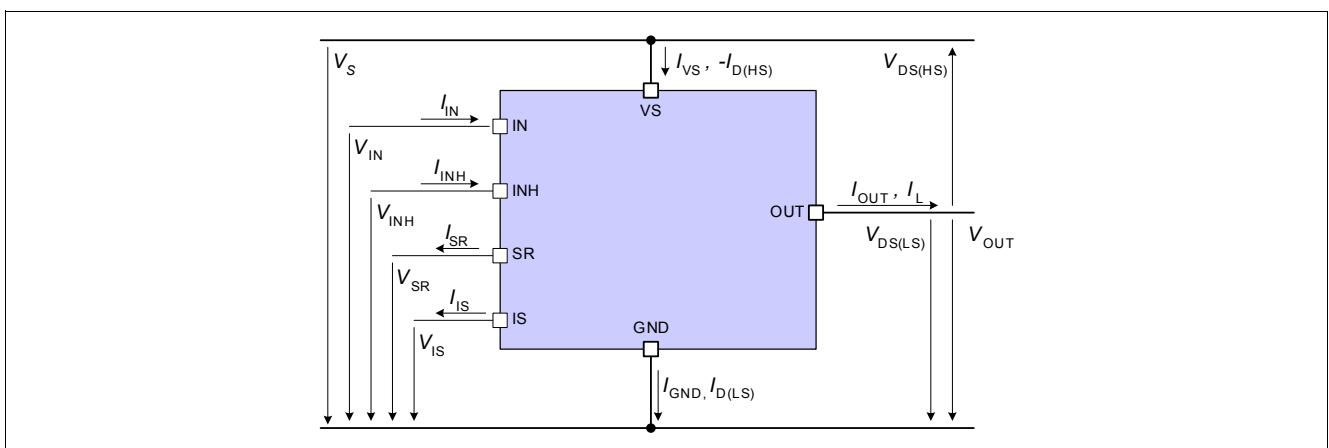 V_S
I_VS , -I_D(HS)
V_DS(HS)
VS
I_IN
IN
V_IN
I_INH
INH
V_INH
I_OUT , I_L
OUT
V_DS(LS)
V_OUT
I_SR
SR
V_SR
I_IS
IS
V_IS
GND
I_GND, I_D(LS)